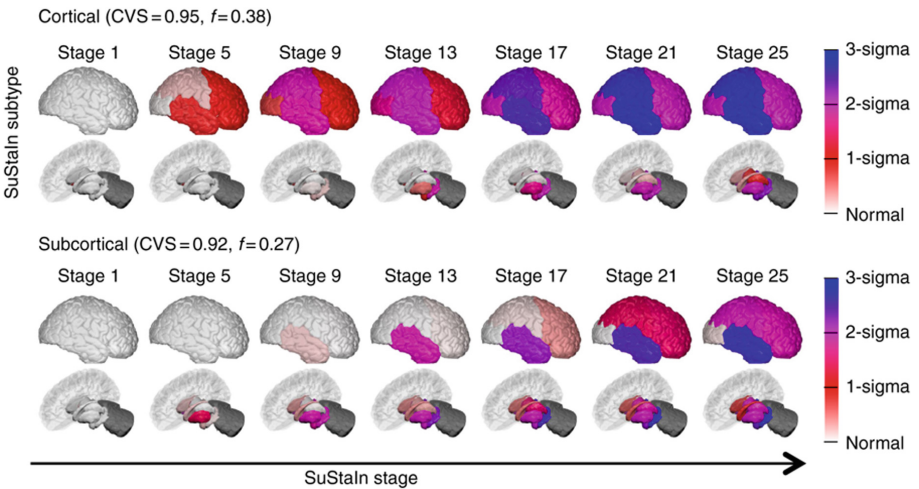 Cortical (CVS=0.95, f=0.38)
Stage 1 Stage 5 Stage 9 Stage 13 Stage 17 Stage 21 Stage 25
3-sigma
2-sigma
1-sigma
Normal
SuStaIn subtype
Subcortical (CVS=0.92, f=0.27)
Stage 1 Stage 5 Stage 9 Stage 13 Stage 17 Stage 21 Stage 25
3-sigma
2-sigma
1-sigma
Normal
SuStaIn stage